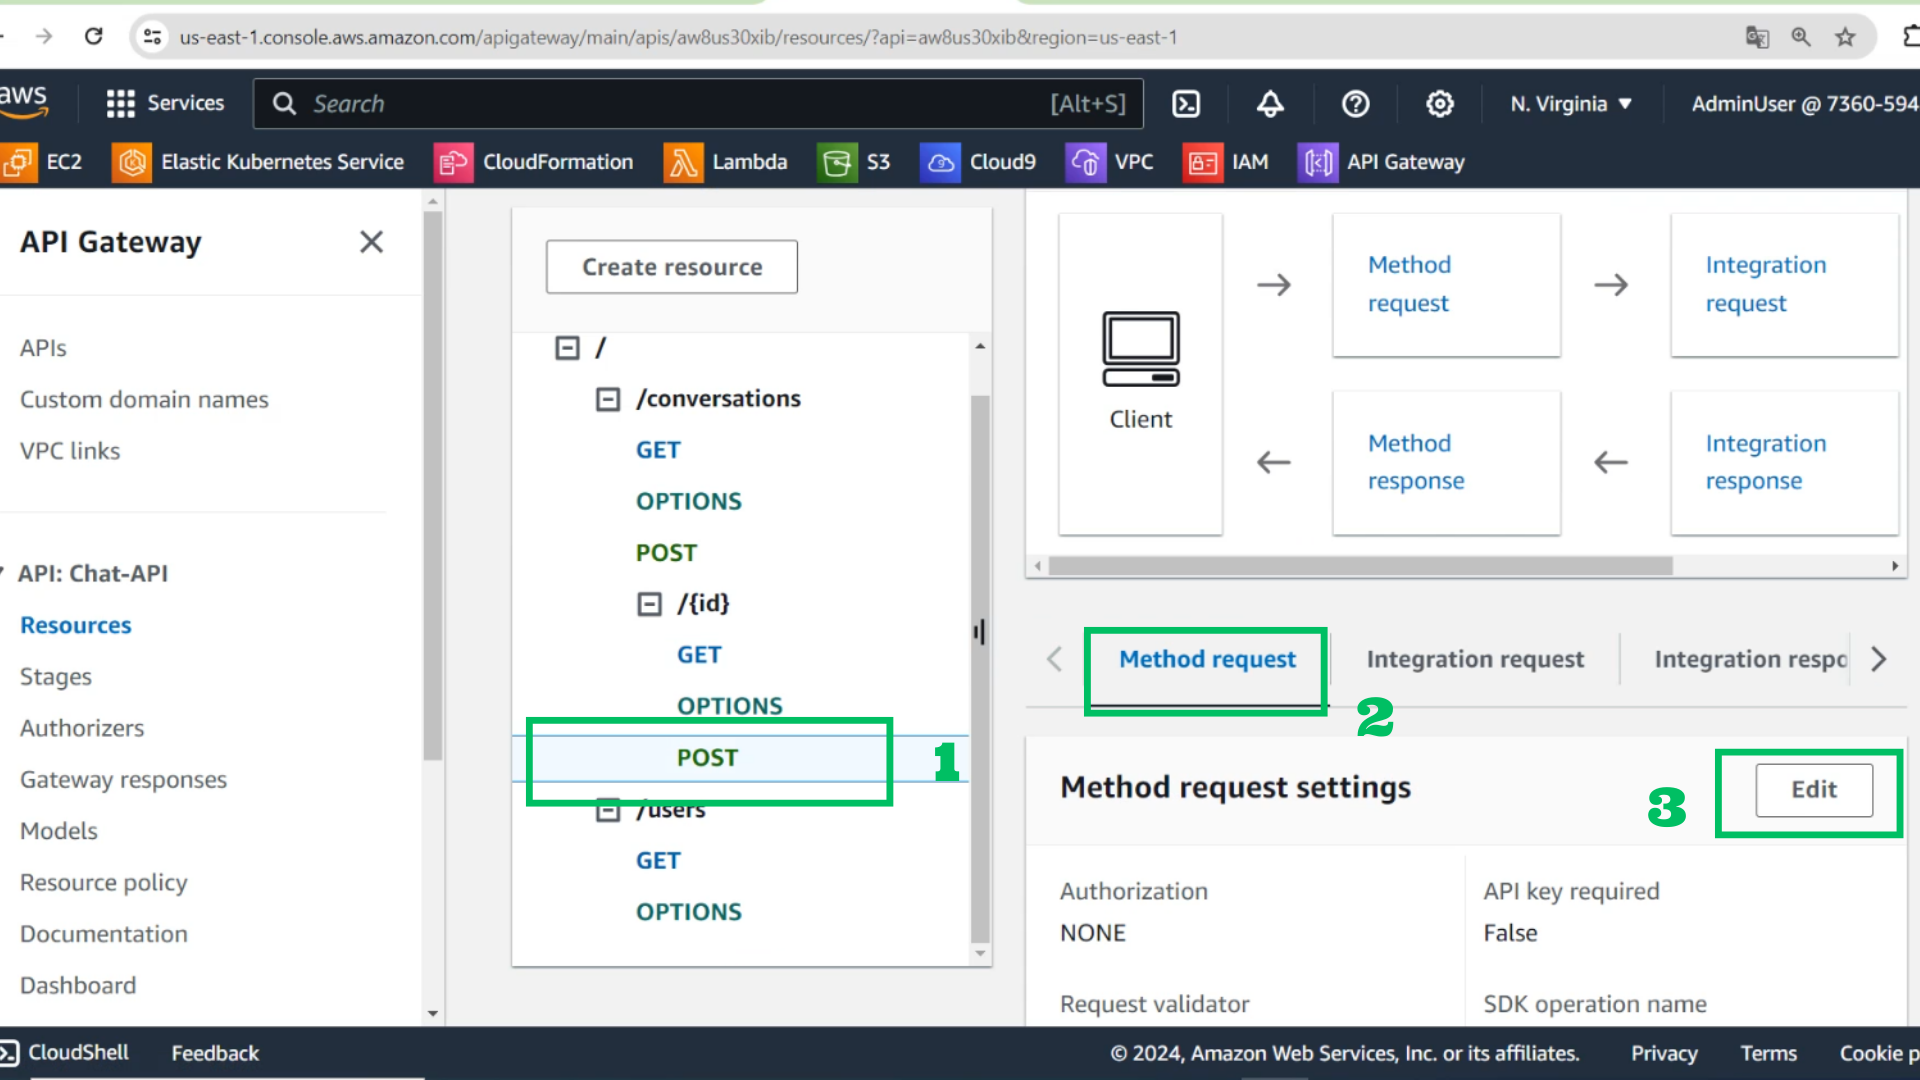 us-east-1.console.aws.amazon.com/apigateway/main/apis/aw8us30xib/resources/?api=aw8us30xib&region=us-east-1
aws
Services
Search
[Alt+S]
N. Virginia
AdminUser @ 7360-594
EC2
Elastic Kubernetes Service
CloudFormation
Lambda
S3
Cloud9
VPC
IAM
API Gateway
API Gateway
APIs
Custom domain names
VPC links
API: Chat-API
Resources
Stages
Authorizers
Gateway responses
Models
Resource policy
Documentation
Dashboard
Create resource
/
/conversations
GET
OPTIONS
POST
/{id}
GET
OPTIONS
POST
1
/users
GET
OPTIONS
Client
Method
request
Integration
request
Method
response
Integration
response
Method request
Integration request
Integration respo
2
Method request settings
3
Edit
Authorization
NONE
API key required
False
Request validator
SDK operation name
CloudShell
Feedback
© 2024, Amazon Web Services, Inc. or its affiliates.
Privacy
Terms
Cookie p